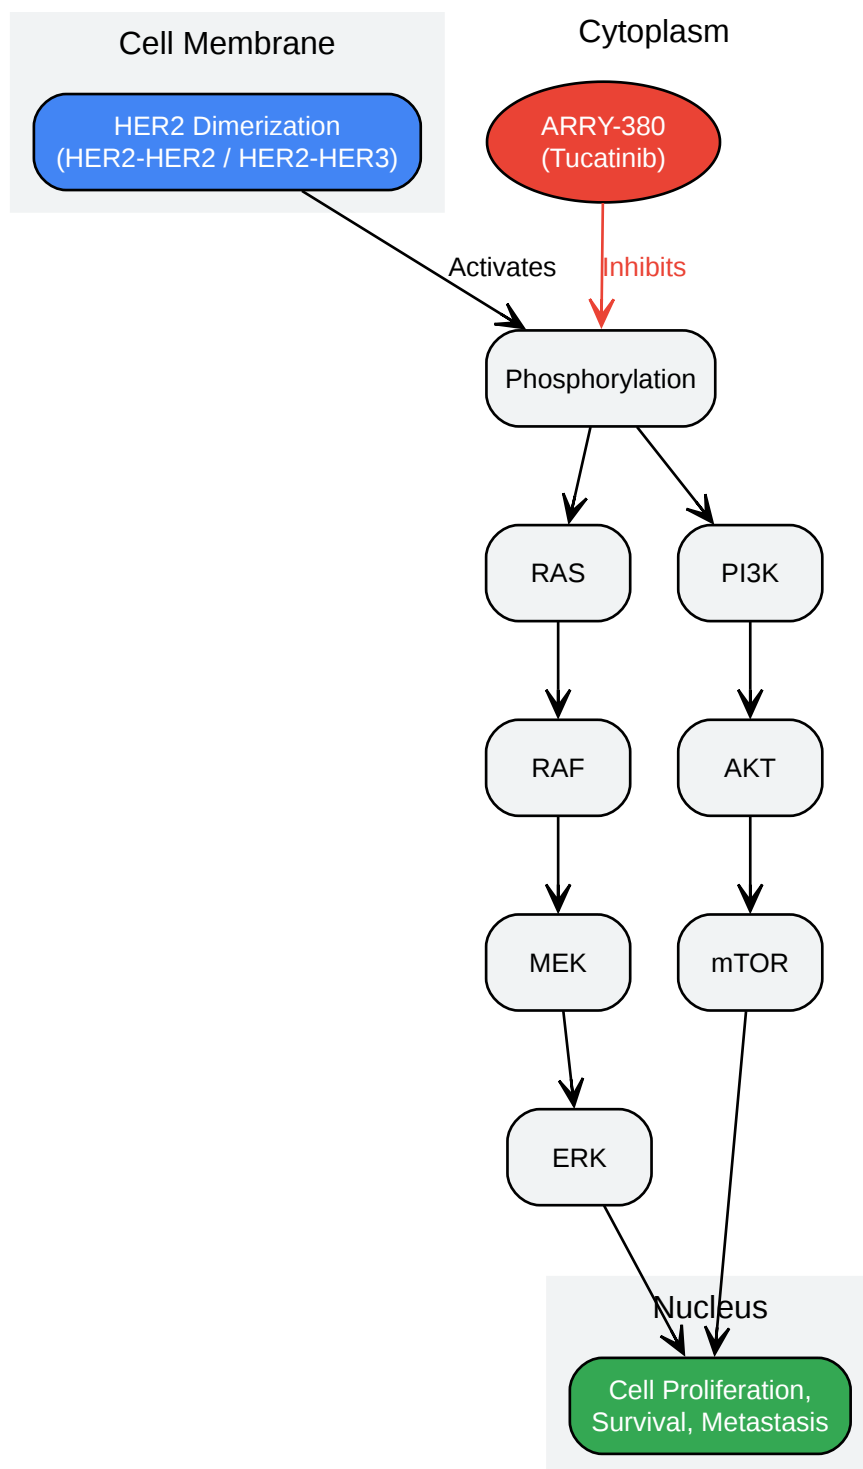 Cell Membrane
Cytoplasm
HER2 Dimerization
(HER2-HER2 / HER2-HER3)
ARRY-380
(Tucatinib)
Activates
Inhibits
Phosphorylation
RAS
PI3K
RAF
AKT
MEK
mTOR
ERK
Nucleus
Cell Proliferation,
Survival, Metastasis